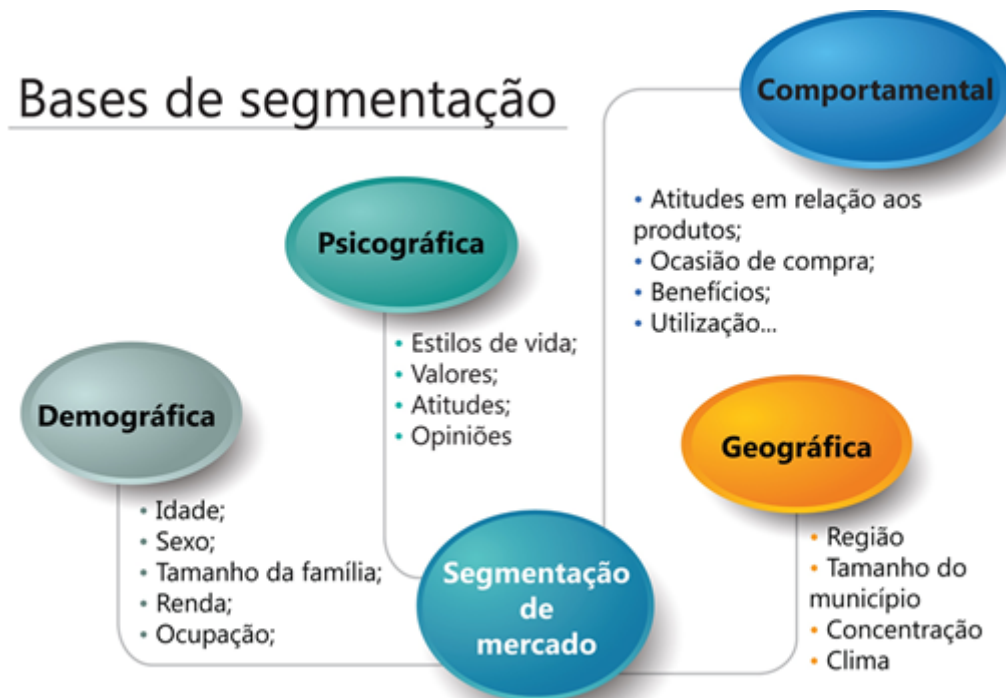 Bases de segmentação
Comportamental
• Atitudes em relação aos
produtos;
• Ocasião de compra;
• Benefícios;
• Utilização...
Psicográfica
• Estilos de vida;
• Valores;
• Atitudes;
• Opiniões
Demográfica
• Idade;
• Sexo;
• Tamanho da família;
• Renda;
• Ocupação;
Geográfica
• Região
• Tamanho do
município
• Concentração
• Clima
Segmentação
de
mercado